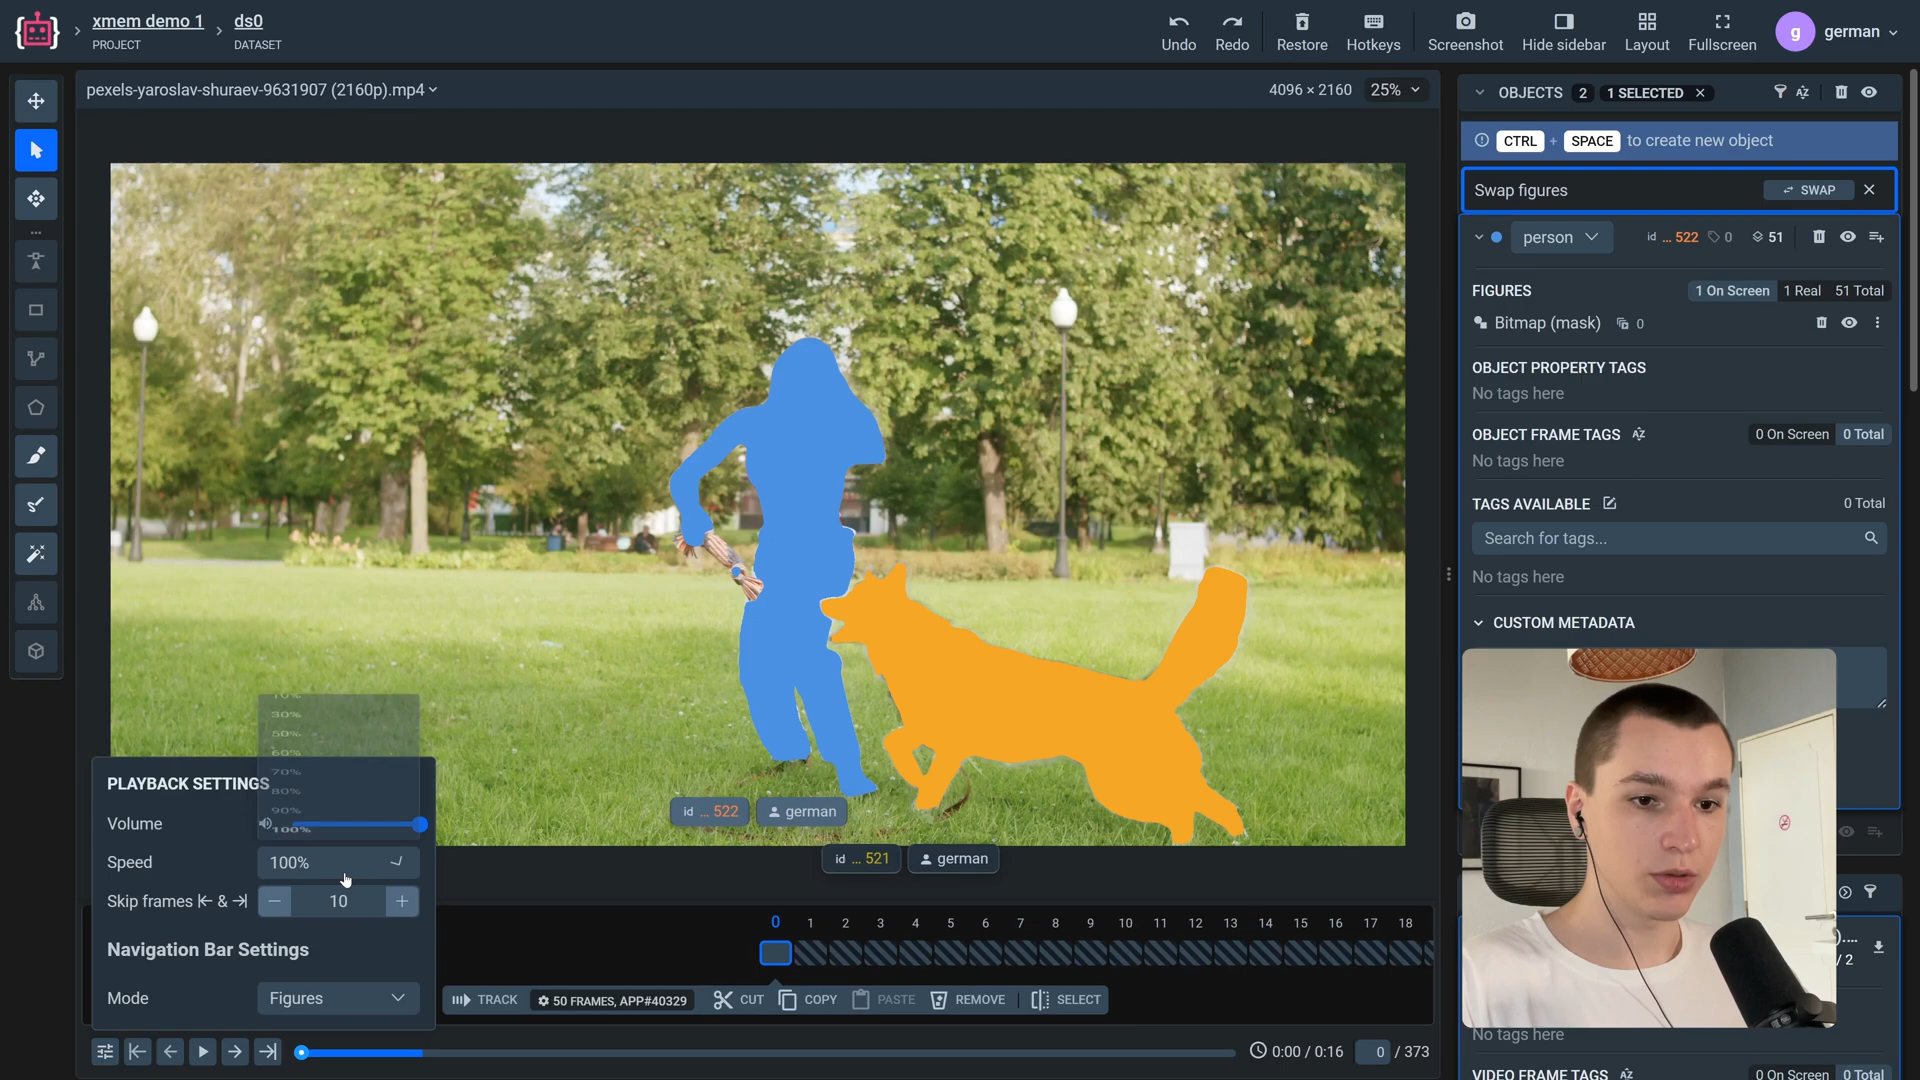 xmem demo 1
PROJECT
ds0
DATASET
Undo
Redo
Restore
Hotkeys
Screenshot
Hide sidebar
Layout
Fullscreen
g
german
pexels-yaroslav-shuraev-9631907 (2160p).mp4
4096 × 2160
25%
OBJECTS 2 1 SELECTED
CTRL + SPACE to create new object
Swap figures
SWAP
person
id ... 522
0
51
FIGURES
1 On Screen 1 Real 51 Total
Bitmap (mask) 0
OBJECT PROPERTY TAGS
No tags here
OBJECT FRAME TAGS
0 On Screen 0 Total
No tags here
TAGS AVAILABLE
0 Total
Search for tags...
No tags here
CUSTOM METADATA
30%
50%
60%
70%
80%
90%
100%
PLAYBACK SETTINGS
Volume
Speed
100%
Skip frames & 
10
Navigation Bar Settings
Mode
Figures
id ... 522
german
id ... 521
german
0 1 2 3 4 5 6 7 8 9 10 11 12 13 14 15 16 17 18
TRACK
50 FRAMES, APP#40329
CUT
COPY
PASTE
REMOVE
SELECT
0:00 / 0:16
0 / 373
)....
/ 2
No tags here
VIDEO FRAME TAGS
0 On Screen 0 Total